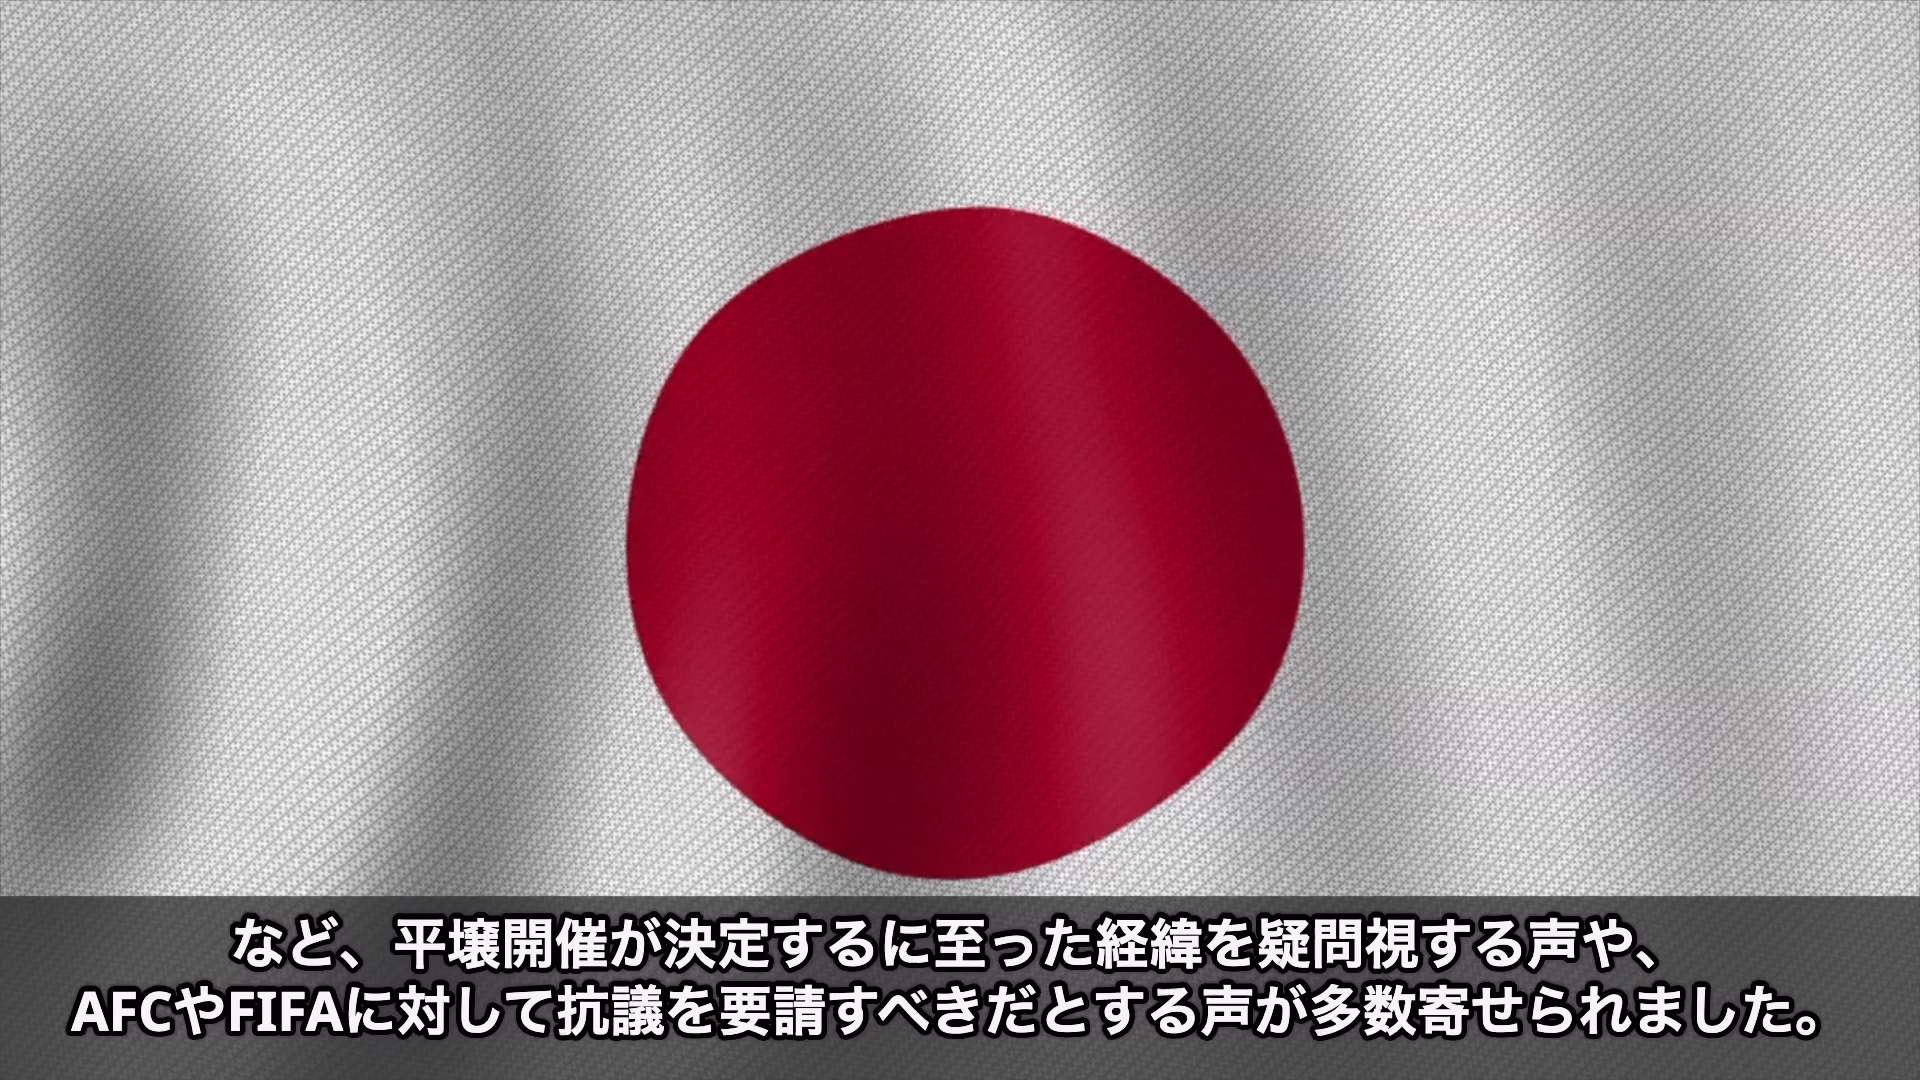 など、平壌開催が決定するに至った経緯を疑問視する声や、
AFCやFIFAに対して抗議を要請すべきだとする声が多数寄せられました。